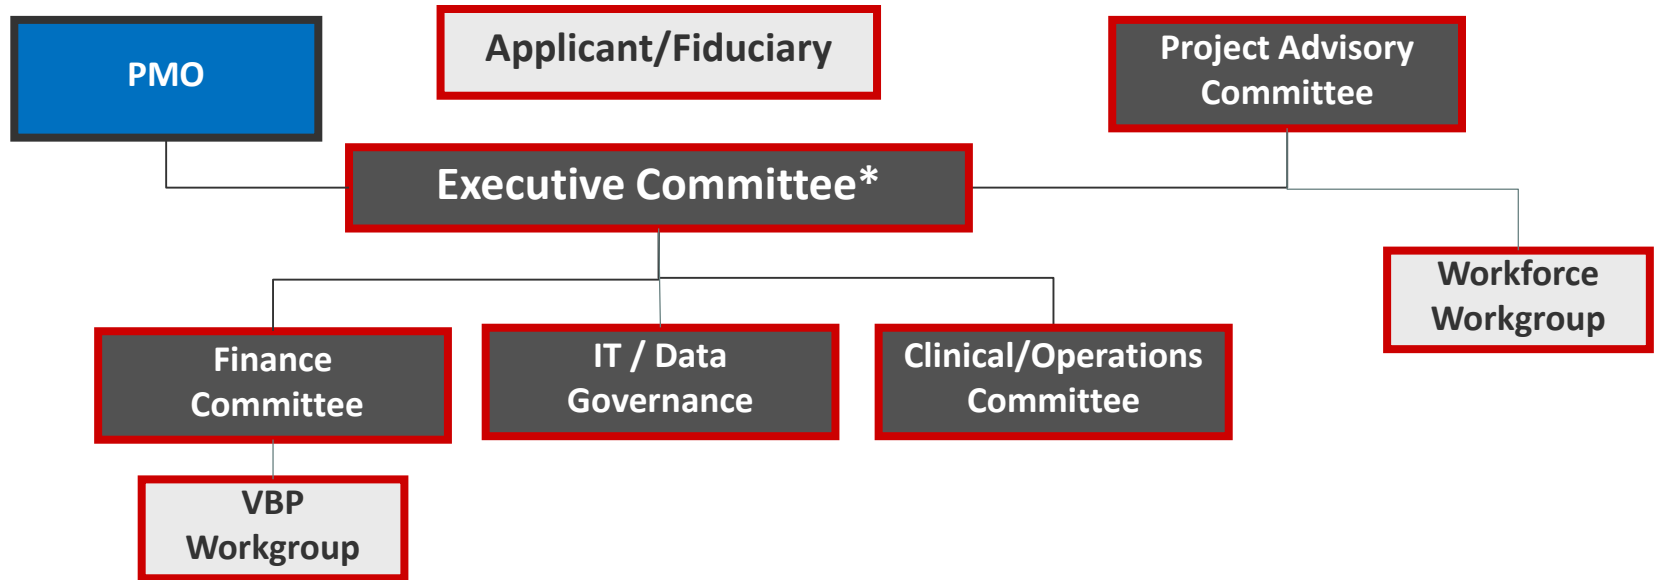 PMO
Applicant/Fiduciary
Project Advisory
Committee
Executive Committee*
Workforce
Workgroup
Finance
Committee
IT / Data
Governance
Clinical/Operations
Committee
VBP
Workgroup